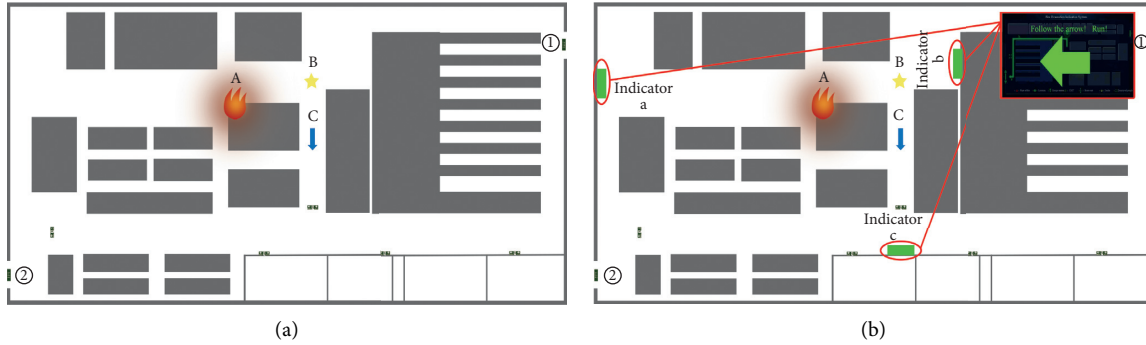 ①
B
A
C
②
(a)
Follow the arrow! Run!
①
Indicator
b
B
A
Indicator
a
C
Indicator
c
②
(b)